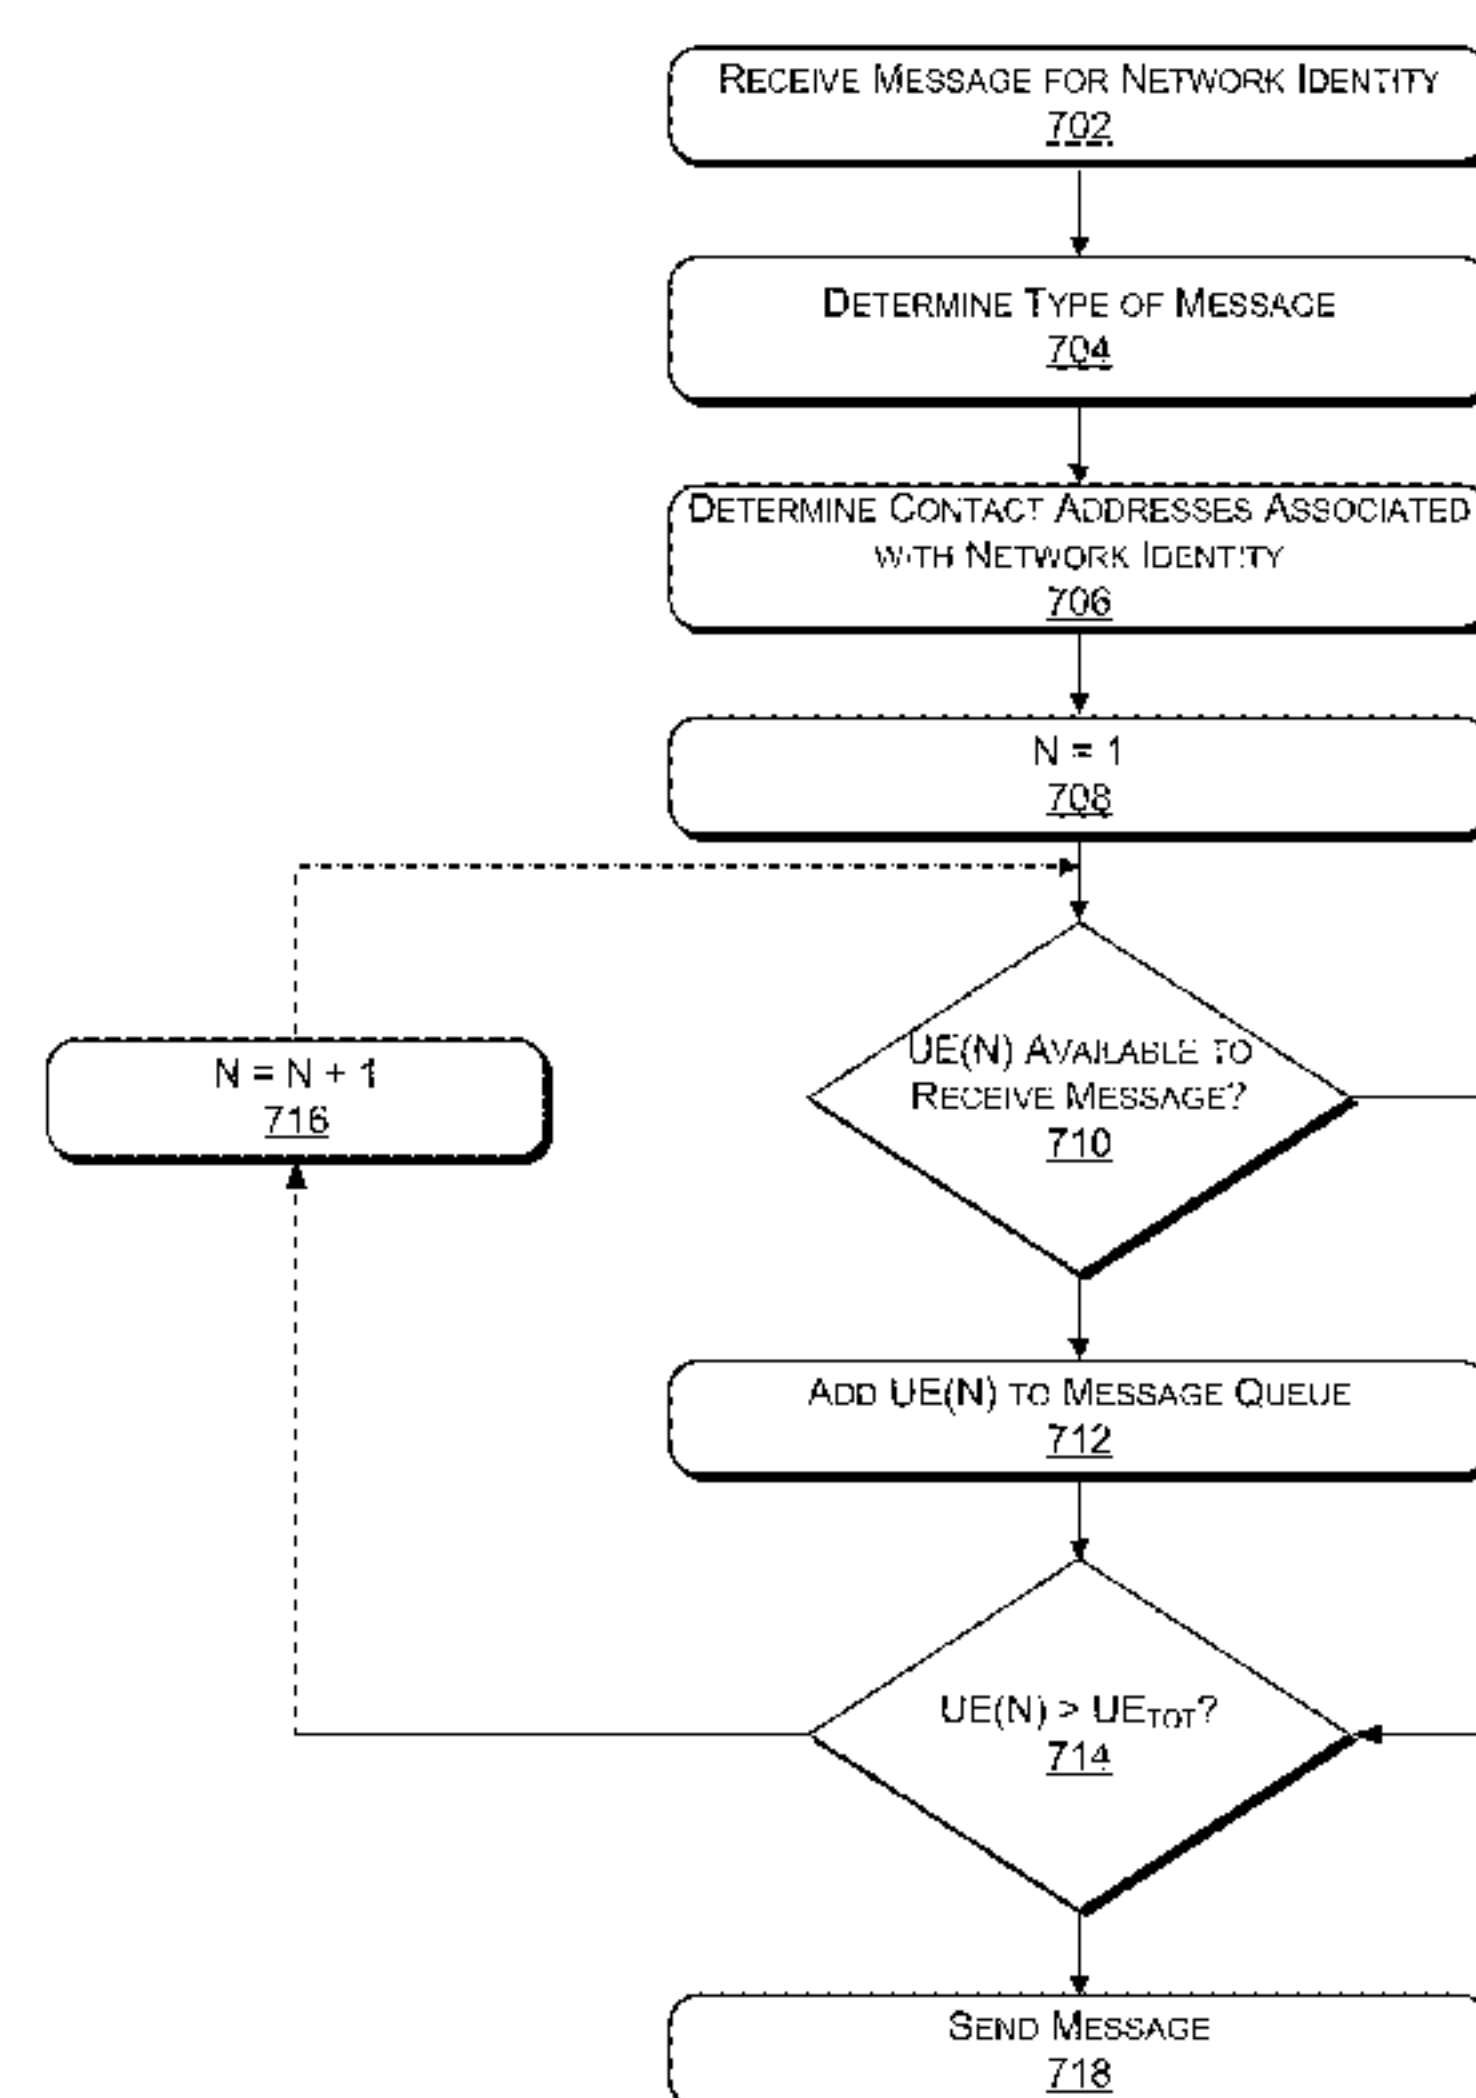 RECEIVE MESSAGE FOR NETWORK IDENTITY
702
DETERMINE TYPE OF MESSAGE
704
DETERMINE CONTACT ADDRESSES ASSOCIATED
WITH NETWORK IDENTITY
706
N = 1
708
UE(N) AVAILABLE TO
RECEIVE MESSAGE?
710
N = N + 1
716
ADD UE(N) TO MESSAGE QUEUE
712
UE(N) > UETOT?
714
SEND MESSAGE
718